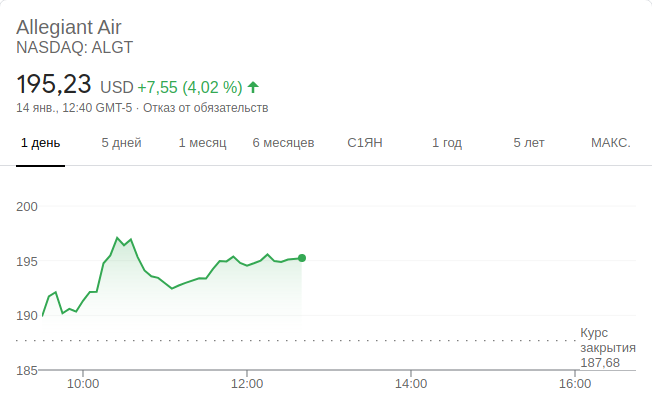 Allegiant Air
NASDAQ: ALGT
195,23 USD +7,55 (4,02 %)
14 янв., 12:40 GMT-5 · Отказ от обязательств
1 день 5 дней 1 месяц 6 месяцев С1ЯН 1 год 5 лет МАКС.
200
195
190
Курс
закрытия
187,68
185
10:00 12:00 14:00 16:00